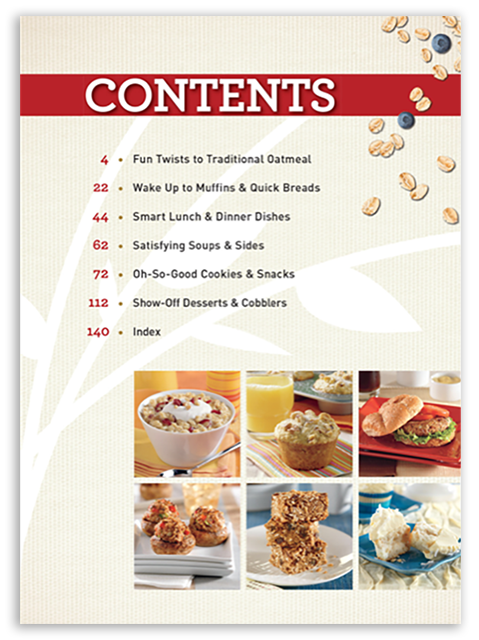 CONTENTS
4 • Fun Twists to Traditional Oatmeal
22 • Wake Up to Muffins & Quick Breads
44 • Smart Lunch & Dinner Dishes
62 • Satisfying Soups & Sides
72 • Oh-So-Good Cookies & Snacks
112 • Show-Off Desserts & Cobblers
140 • Index